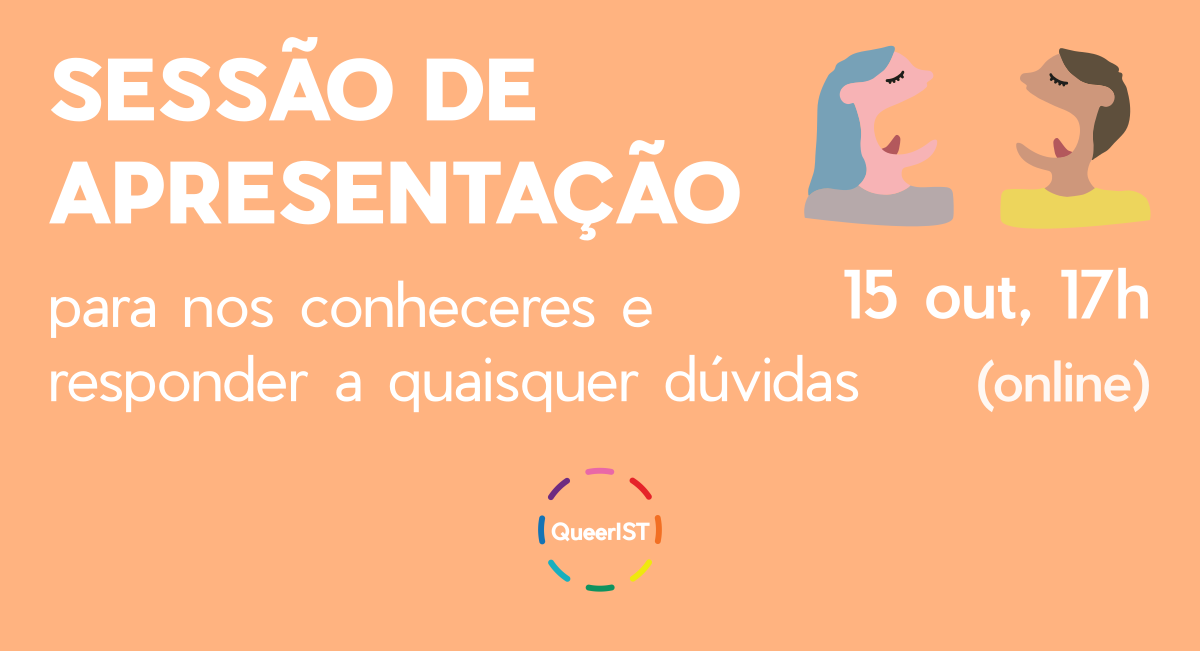 SESSÃO DE
APRESENTAÇÃO
para nos conheceres e
responder a quaisquer dúvidas
15 out, 17h
(online)
QueerIST